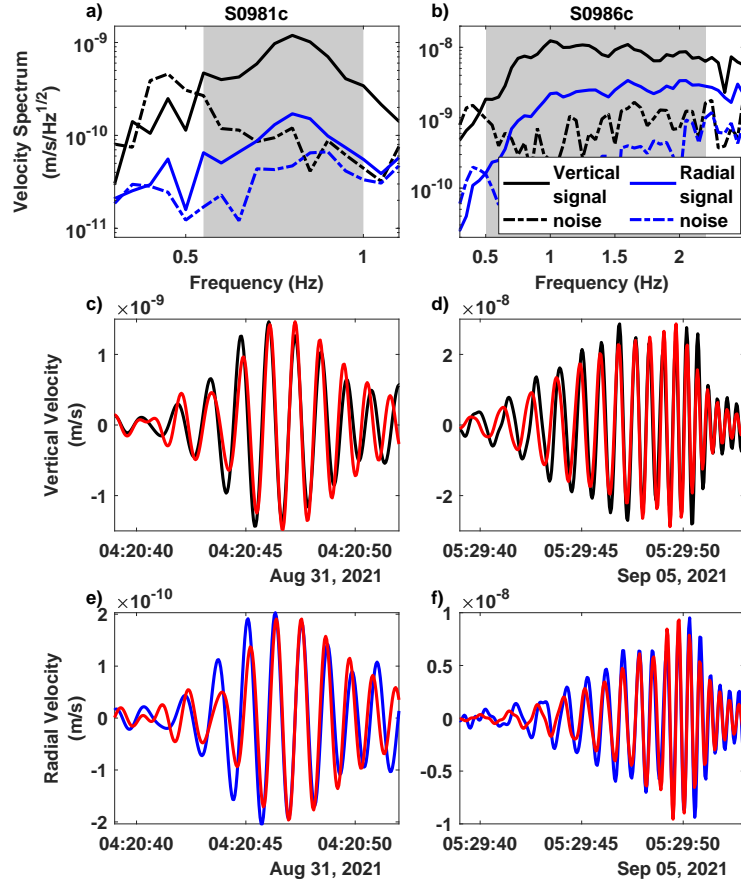 a) S0981c
10^-9
10^-10
10^-11
Velocity Spectrum
(m/s/Hz^1/2)
0.5 1
Frequency (Hz)
b) S0986c
10^-8
10^-9
10^-10
Vertical signal
noise
Radial signal
noise
0.5 1 1.5 2
Frequency (Hz)
c) ×10^-9
1
0
-1
Vertical Velocity
(m/s)
04:20:40 04:20:45 04:20:50
Aug 31, 2021
d) ×10^-8
2
0
-2
05:29:40 05:29:45 05:29:50
Sep 05, 2021
e) ×10^-10
2
1
0
-1
-2
Radial Velocity
(m/s)
04:20:40 04:20:45 04:20:50
Aug 31, 2021
f) ×10^-8
1
0.5
0
-0.5
-1
05:29:40 05:29:45 05:29:50
Sep 05, 2021